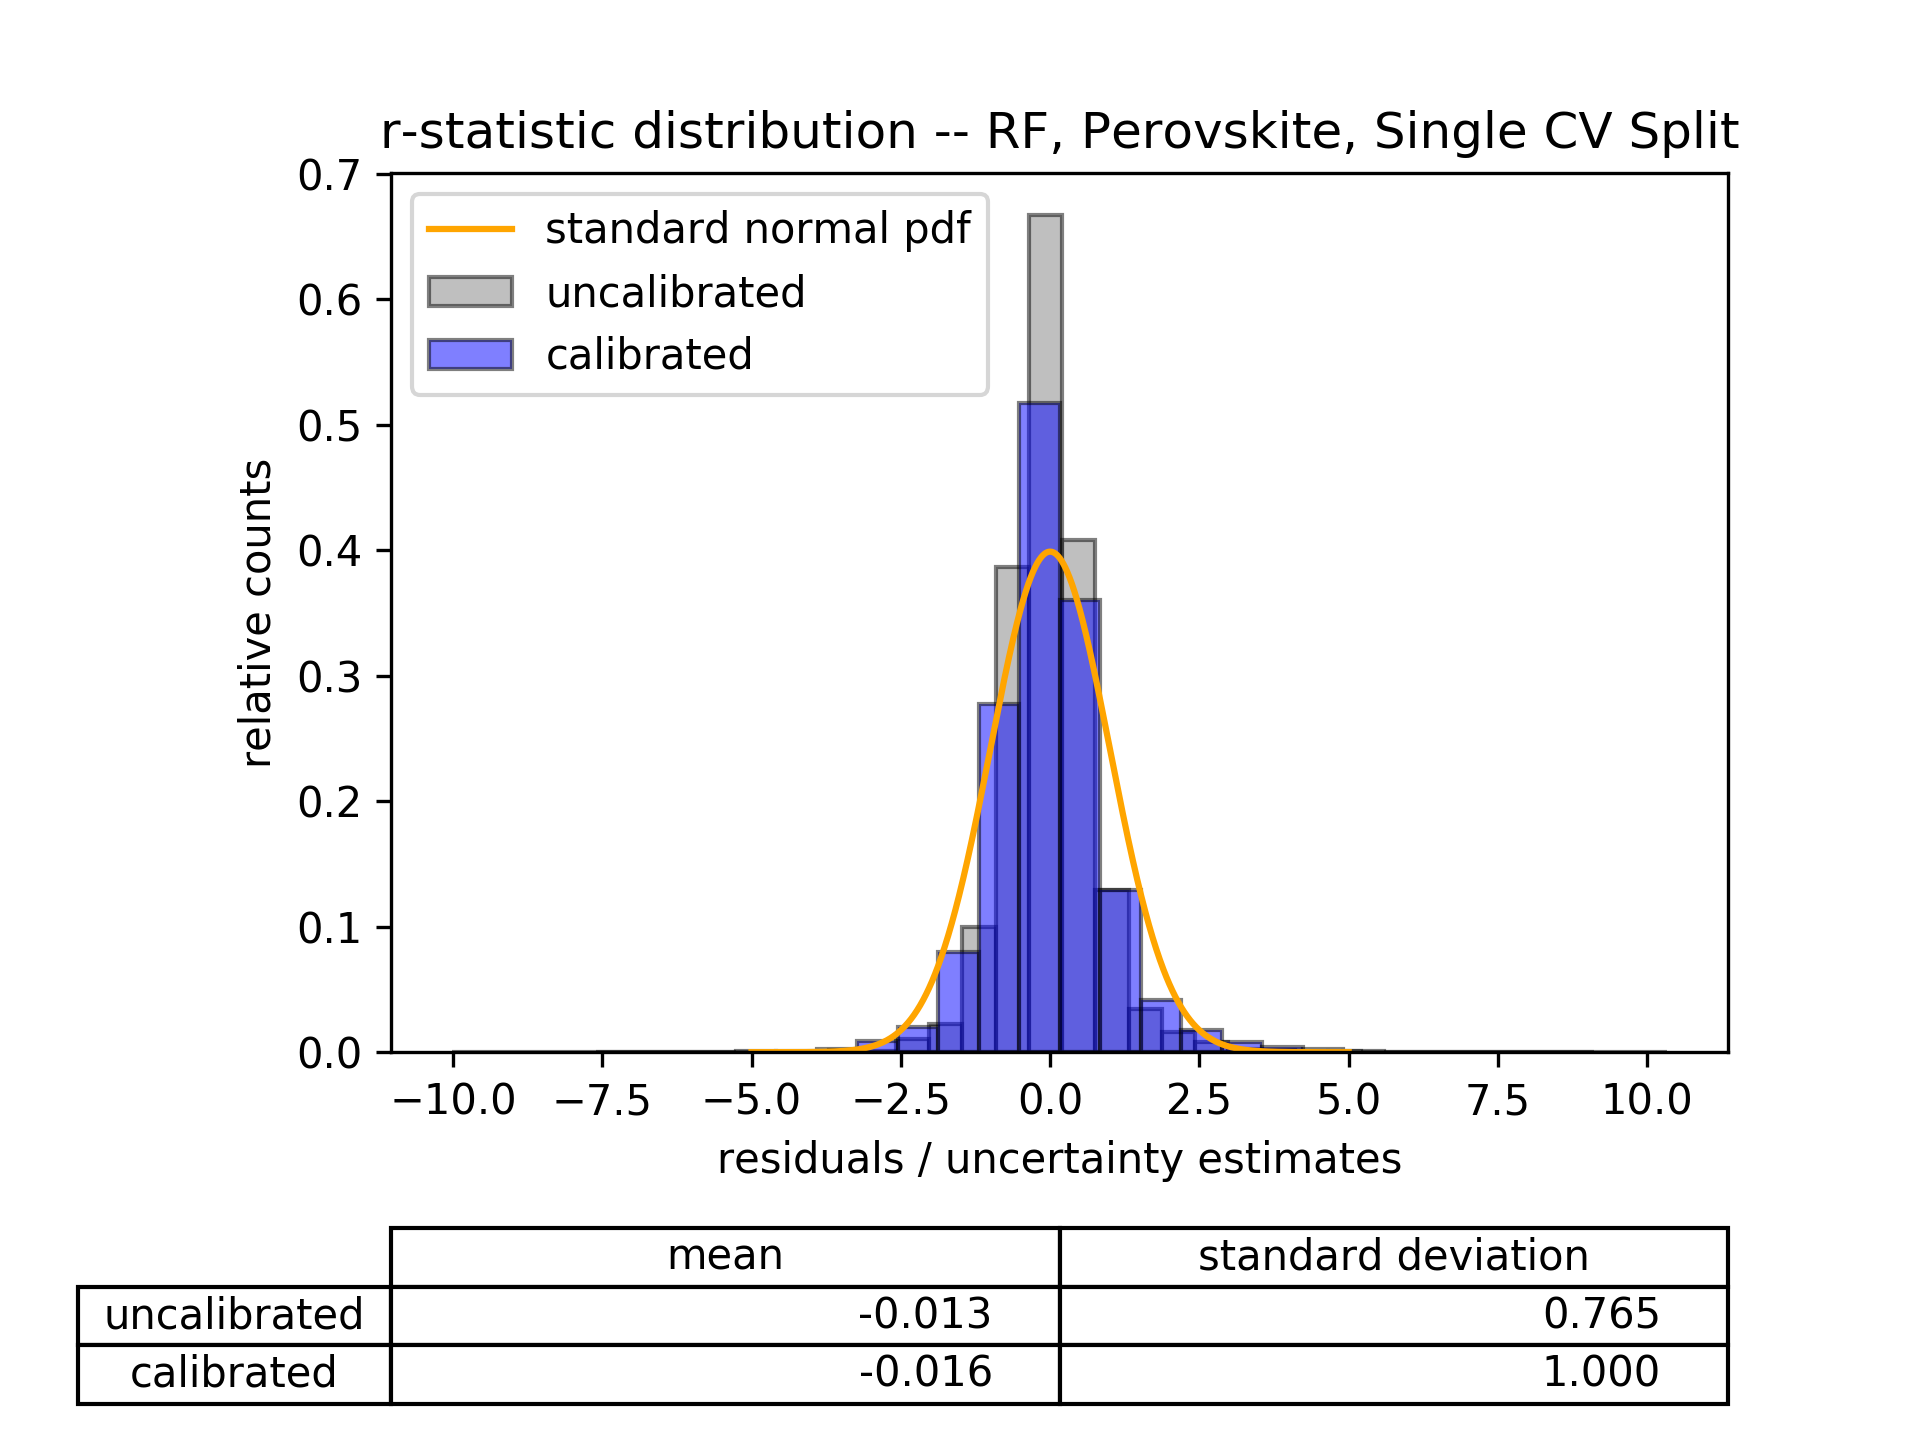 r-statistic distribution -- RF, Perovskite, Single CV Split
0.7
0.6
0.5
0.4
0.3
0.2
0.1
0.0
relative counts
standard normal pdf
uncalibrated
calibrated
−10.0 −7.5 −5.0 −2.5 0.0 2.5 5.0 7.5 10.0
residuals / uncertainty estimates
mean standard deviation
uncalibrated -0.013 0.765
calibrated -0.016 1.000